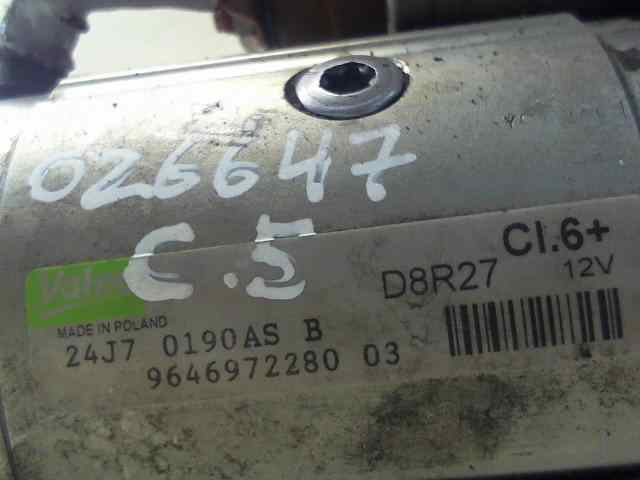 026647
C.5
Valeo
Cl.6+
D8R27 12V
MADE IN POLAND
24J7 0190AS B
9646972280 03